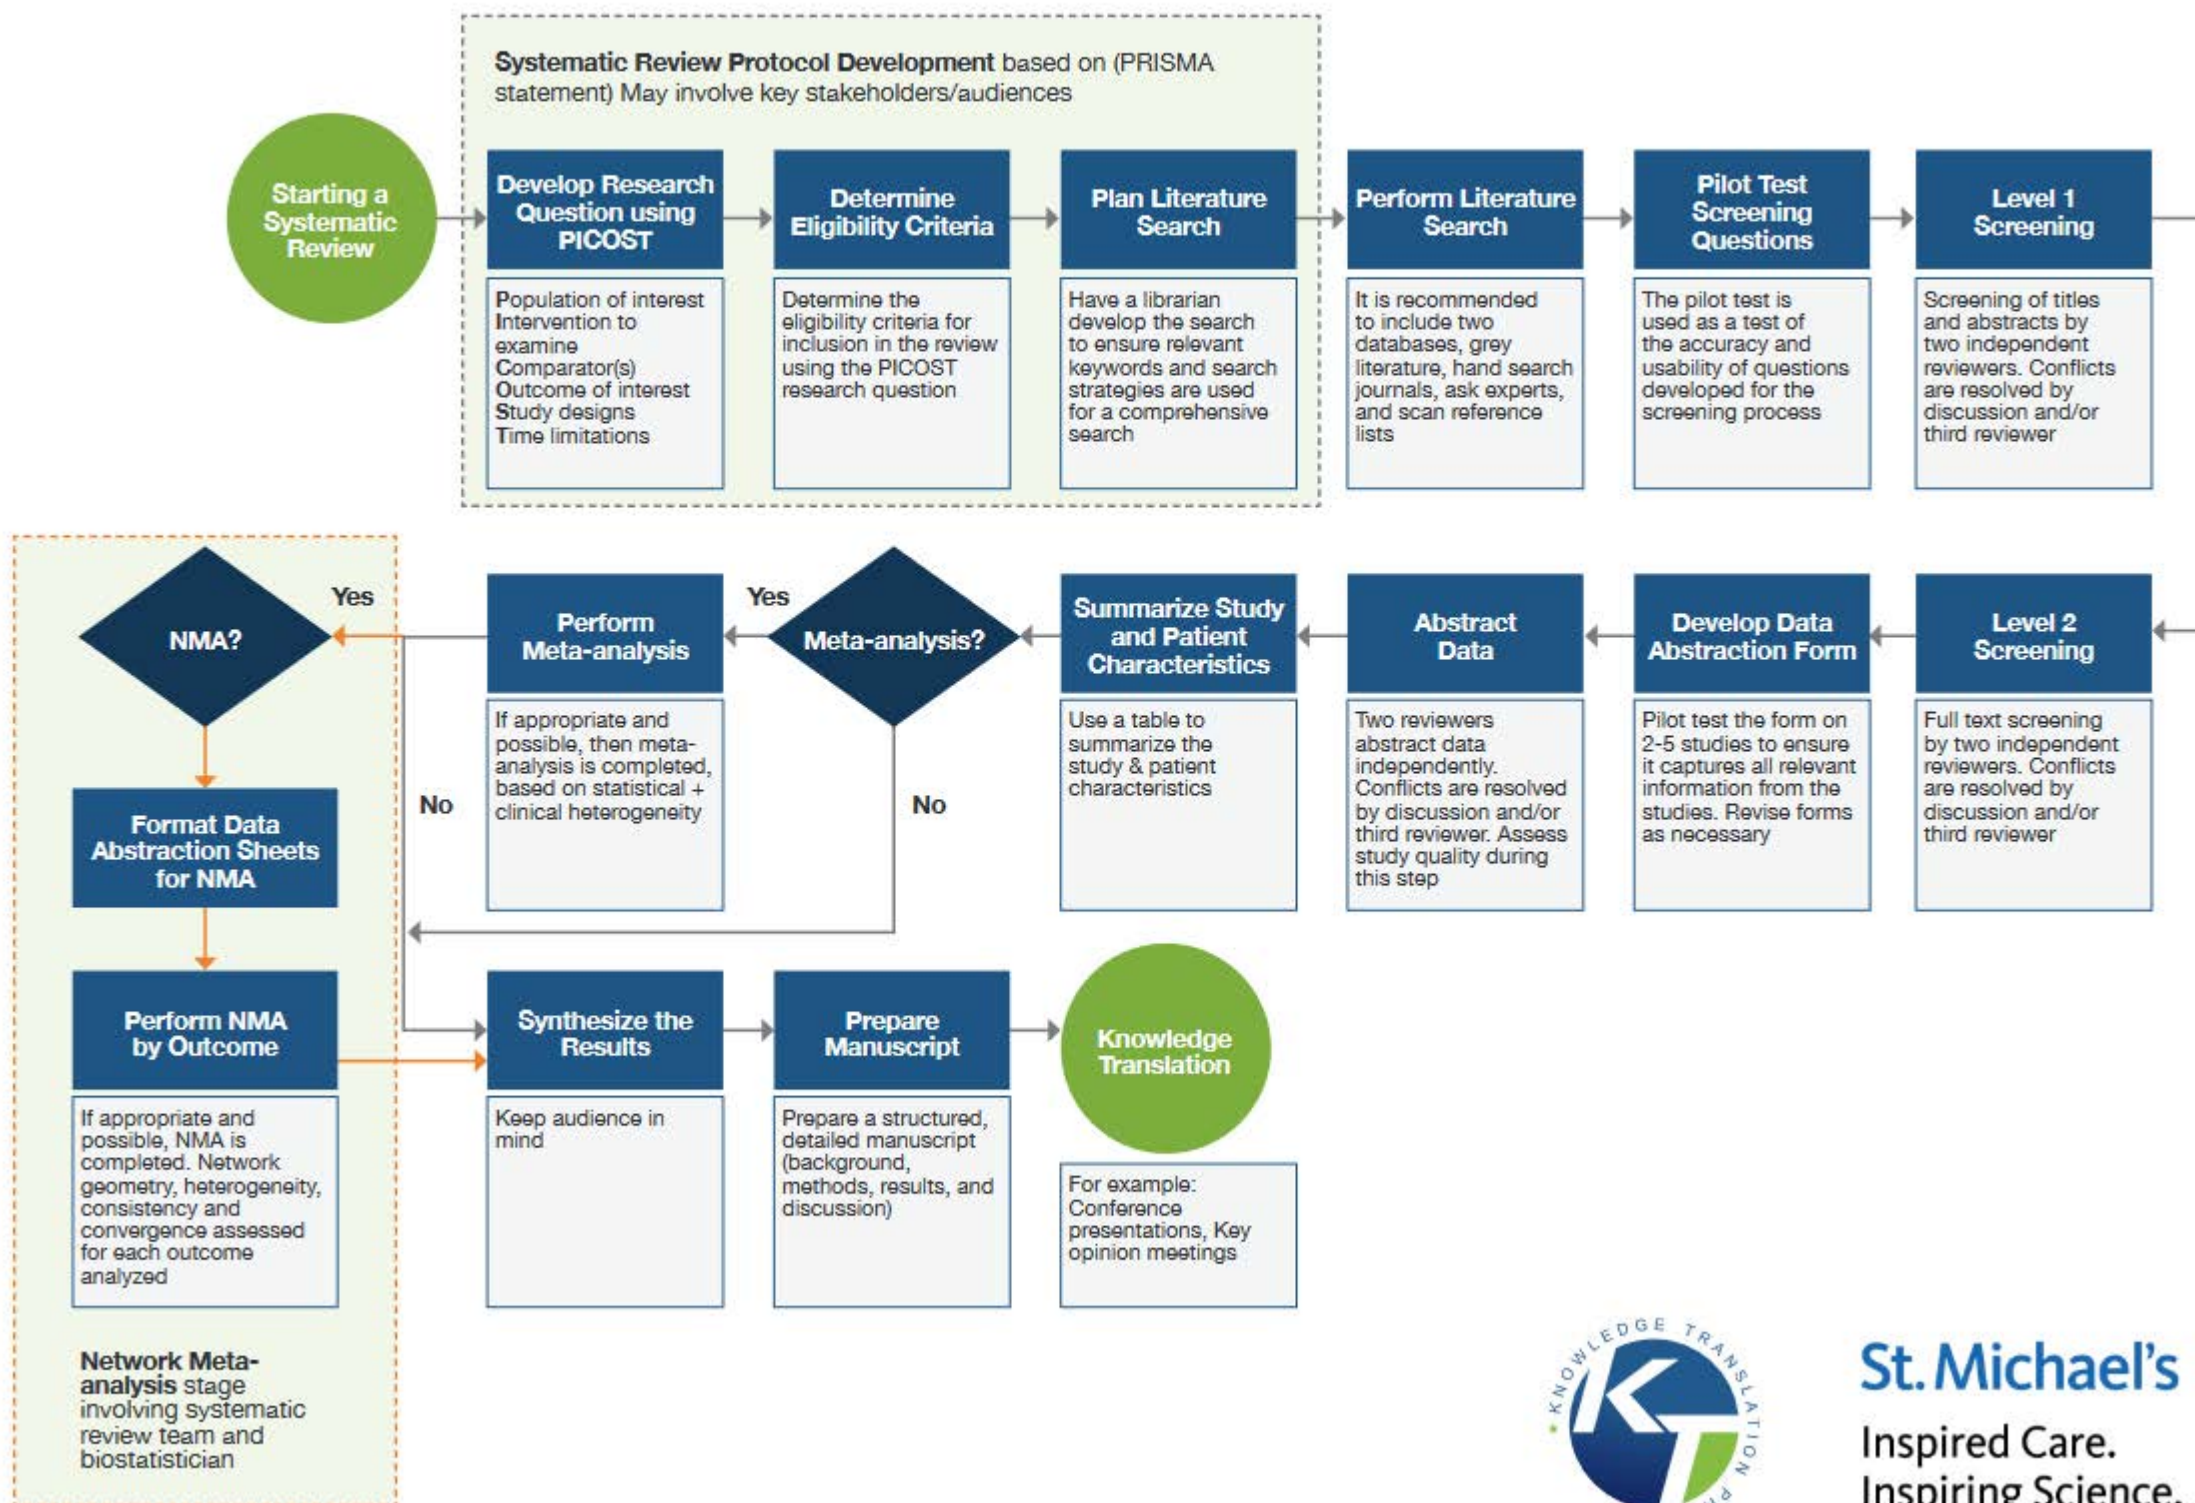 Systematic Review Protocol Development based on (PRISMA
statement) May involve key stakeholders/audiences
Starting a
Systematic
Review
Develop Research
Question using
PICOST
Population of interest
Intervention to
examine
Comparator(s)
Outcome of interest
Study designs
Time limitations
Determine
Eligibility Criteria
Determine the
eligibility criteria for
inclusion in the review
using the PICOST
research question
Plan Literature
Search
Have a librarian
develop the search
to ensure relevant
keywords and search
strategies are used
for a comprehensive
search
Perform Literature
Search
It is recommended
to include two
databases, grey
literature, hand search
journals, ask experts,
and scan reference
lists
Pilot Test
Screening
Questions
The pilot test is
used as a test of
the accuracy and
usability of questions
developed for the
screening process
Level 1
Screening
Screening of titles
and abstracts by
two independent
reviewers. Conflicts
are resolved by
discussion and/or
third reviewer
Level 2
Screening
Full text screening
by two independent
reviewers. Conflicts
are resolved by
discussion and/or
third reviewer
Develop Data
Abstraction Form
Pilot test the form on
2-5 studies to ensure
it captures all relevant
information from the
studies. Revise forms
as necessary
Abstract
Data
Two reviewers
abstract data
independently.
Conflicts are resolved
by discussion and/or
third reviewer. Assess
study quality during
this step
Summarize Study
and Patient
Characteristics
Use a table to
summarize the
study & patient
characteristics
Meta-analysis?
Yes
No
Perform
Meta-analysis
If appropriate and
possible, then meta-
analysis is completed,
based on statistical +
clinical heterogeneity
NMA?
Yes
No
Format Data
Abstraction Sheets
for NMA
Perform NMA
by Outcome
If appropriate and
possible, NMA is
completed. Network
geometry, heterogeneity,
consistency and
convergence assessed
for each outcome
analyzed
Network Meta-
analysis stage
involving systematic
review team and
biostatistician
Synthesize the
Results
Keep audience in
mind
Prepare
Manuscript
Prepare a structured,
detailed manuscript
(background,
methods, results, and
discussion)
Knowledge
Translation
For example:
Conference
presentations, Key
opinion meetings
KNOWLEDGE TRANSLATION
KT
St. Michael's
Inspired Care.
Inspiring Science.